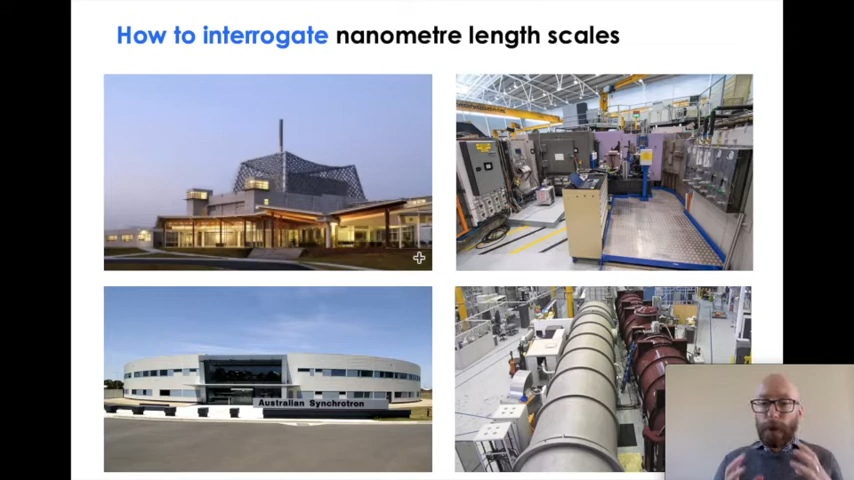 How to interrogate nanometre length scales
Australian Synchrotron